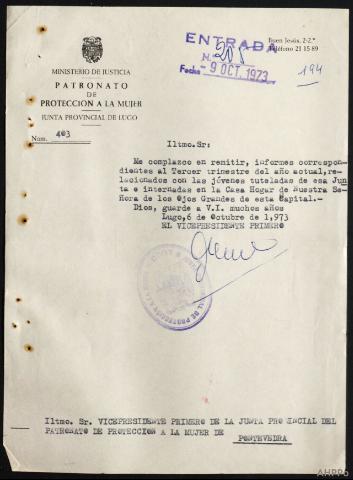 Buen Jesús, 2-2.º
Teléfono 21 15 89
ENTRADA
N.º 205
Fecha - 9 OCT. 1973
194
MINISTERIO DE JUSTICIA
PATRONATO
DE
PROTECCION A LA MUJER
JUNTA PROVINCIAL DE LUGO
Núm. 403
Iltmo. Sr:
Me complazco en remitir, informes correspon-
dientes al Tercer trimestre del año actual,re-
lacionados con las jóvenes tuteladas de esa Jun
ta e internadas en la Casa Hogar de Nuestra Se-
ñora de los Ojos Grandes de esta Capital.-
Dios, guarde a V.I. muchos años
Lugo,6 de Octubre de 1,973
EL VICEPRESIDENTE PRIMERO
Iltmo. Sr. VICEPRESIDENTE PRIMERO DE LA JUNTA PROVINCIAL DEL
PATRONATO DE PROTECCION A LA MUJER DE PONTEVEDRA